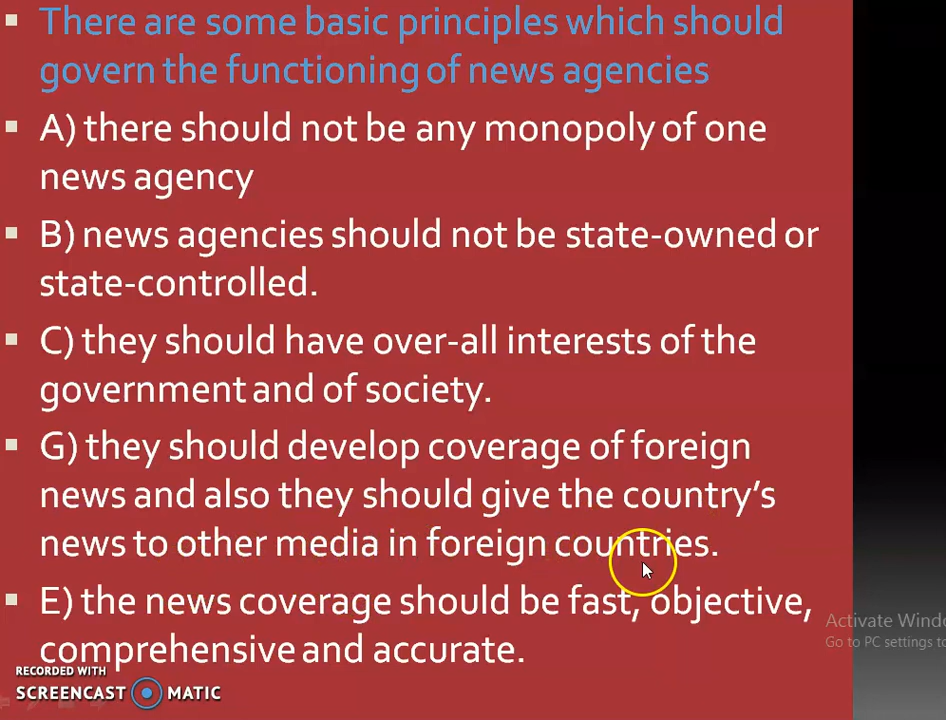 There are some basic principles which should
govern the functioning of news agencies
A) there should not be any monopoly of one
news agency
B) news agencies should not be state-owned or
state-controlled.
C) they should have over-all interests of the
government and of society.
G) they should develop coverage of foreign
news and also they should give the country's
news to other media in foreign countries.
E) the news coverage should be fast, objective,
comprehensive and accurate.
Activate Windo
Go to PC settings to
RECORDED WITH
SCREENCAST MATIC